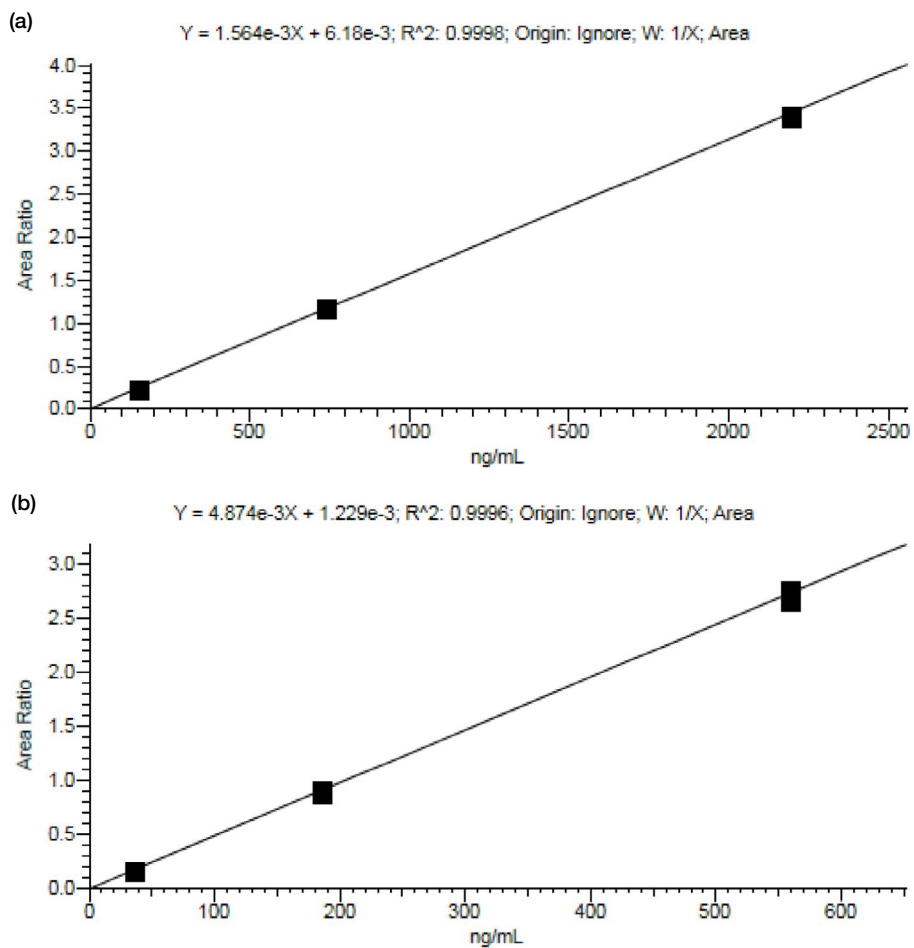 (a)
Y = 1.564e-3X + 6.18e-3; R^2: 0.9998; Origin: Ignore; W: 1/X; Area
4.0
3.5
3.0
2.5
2.0
1.5
1.0
0.5
0.0
Area Ratio
0 500 1000 1500 2000 2500
ng/mL
(b)
Y = 4.874e-3X + 1.229e-3; R^2: 0.9996; Origin: Ignore; W: 1/X; Area
3.0
2.5
2.0
1.5
1.0
0.5
0.0
Area Ratio
0 100 200 300 400 500 600
ng/mL